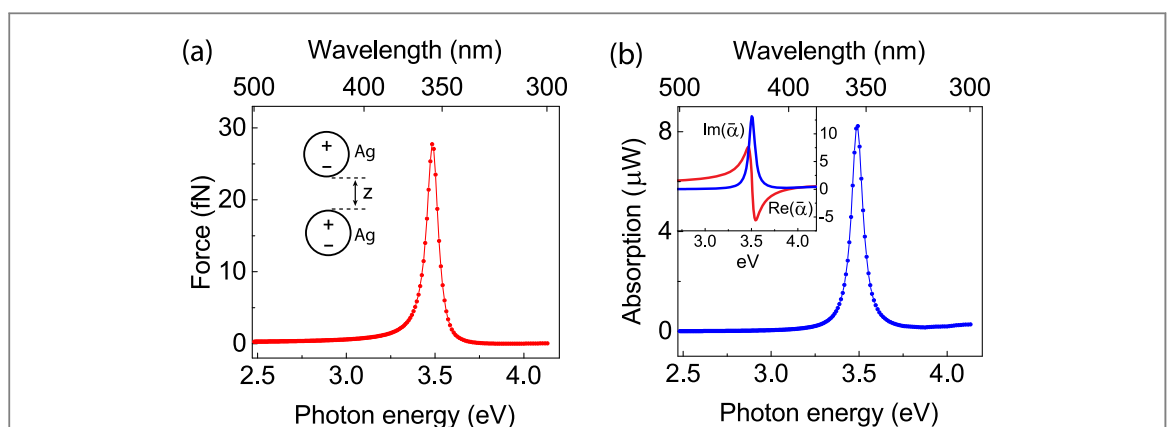 (a)
Wavelength (nm)
500
400
350
300
Force (fN)
30
20
10
0
+
−
Ag
z
+
−
Ag
2.5
3.0
3.5
4.0
Photon energy (eV)
(b)
Wavelength (nm)
500
400
350
300
Absorption (μW)
8
6
4
0
Im(ᾱ)
Re(ᾱ)
10
5
0
-5
3.0
3.5
4.0
eV
2.5
3.0
3.5
4.0
Photon energy (eV)